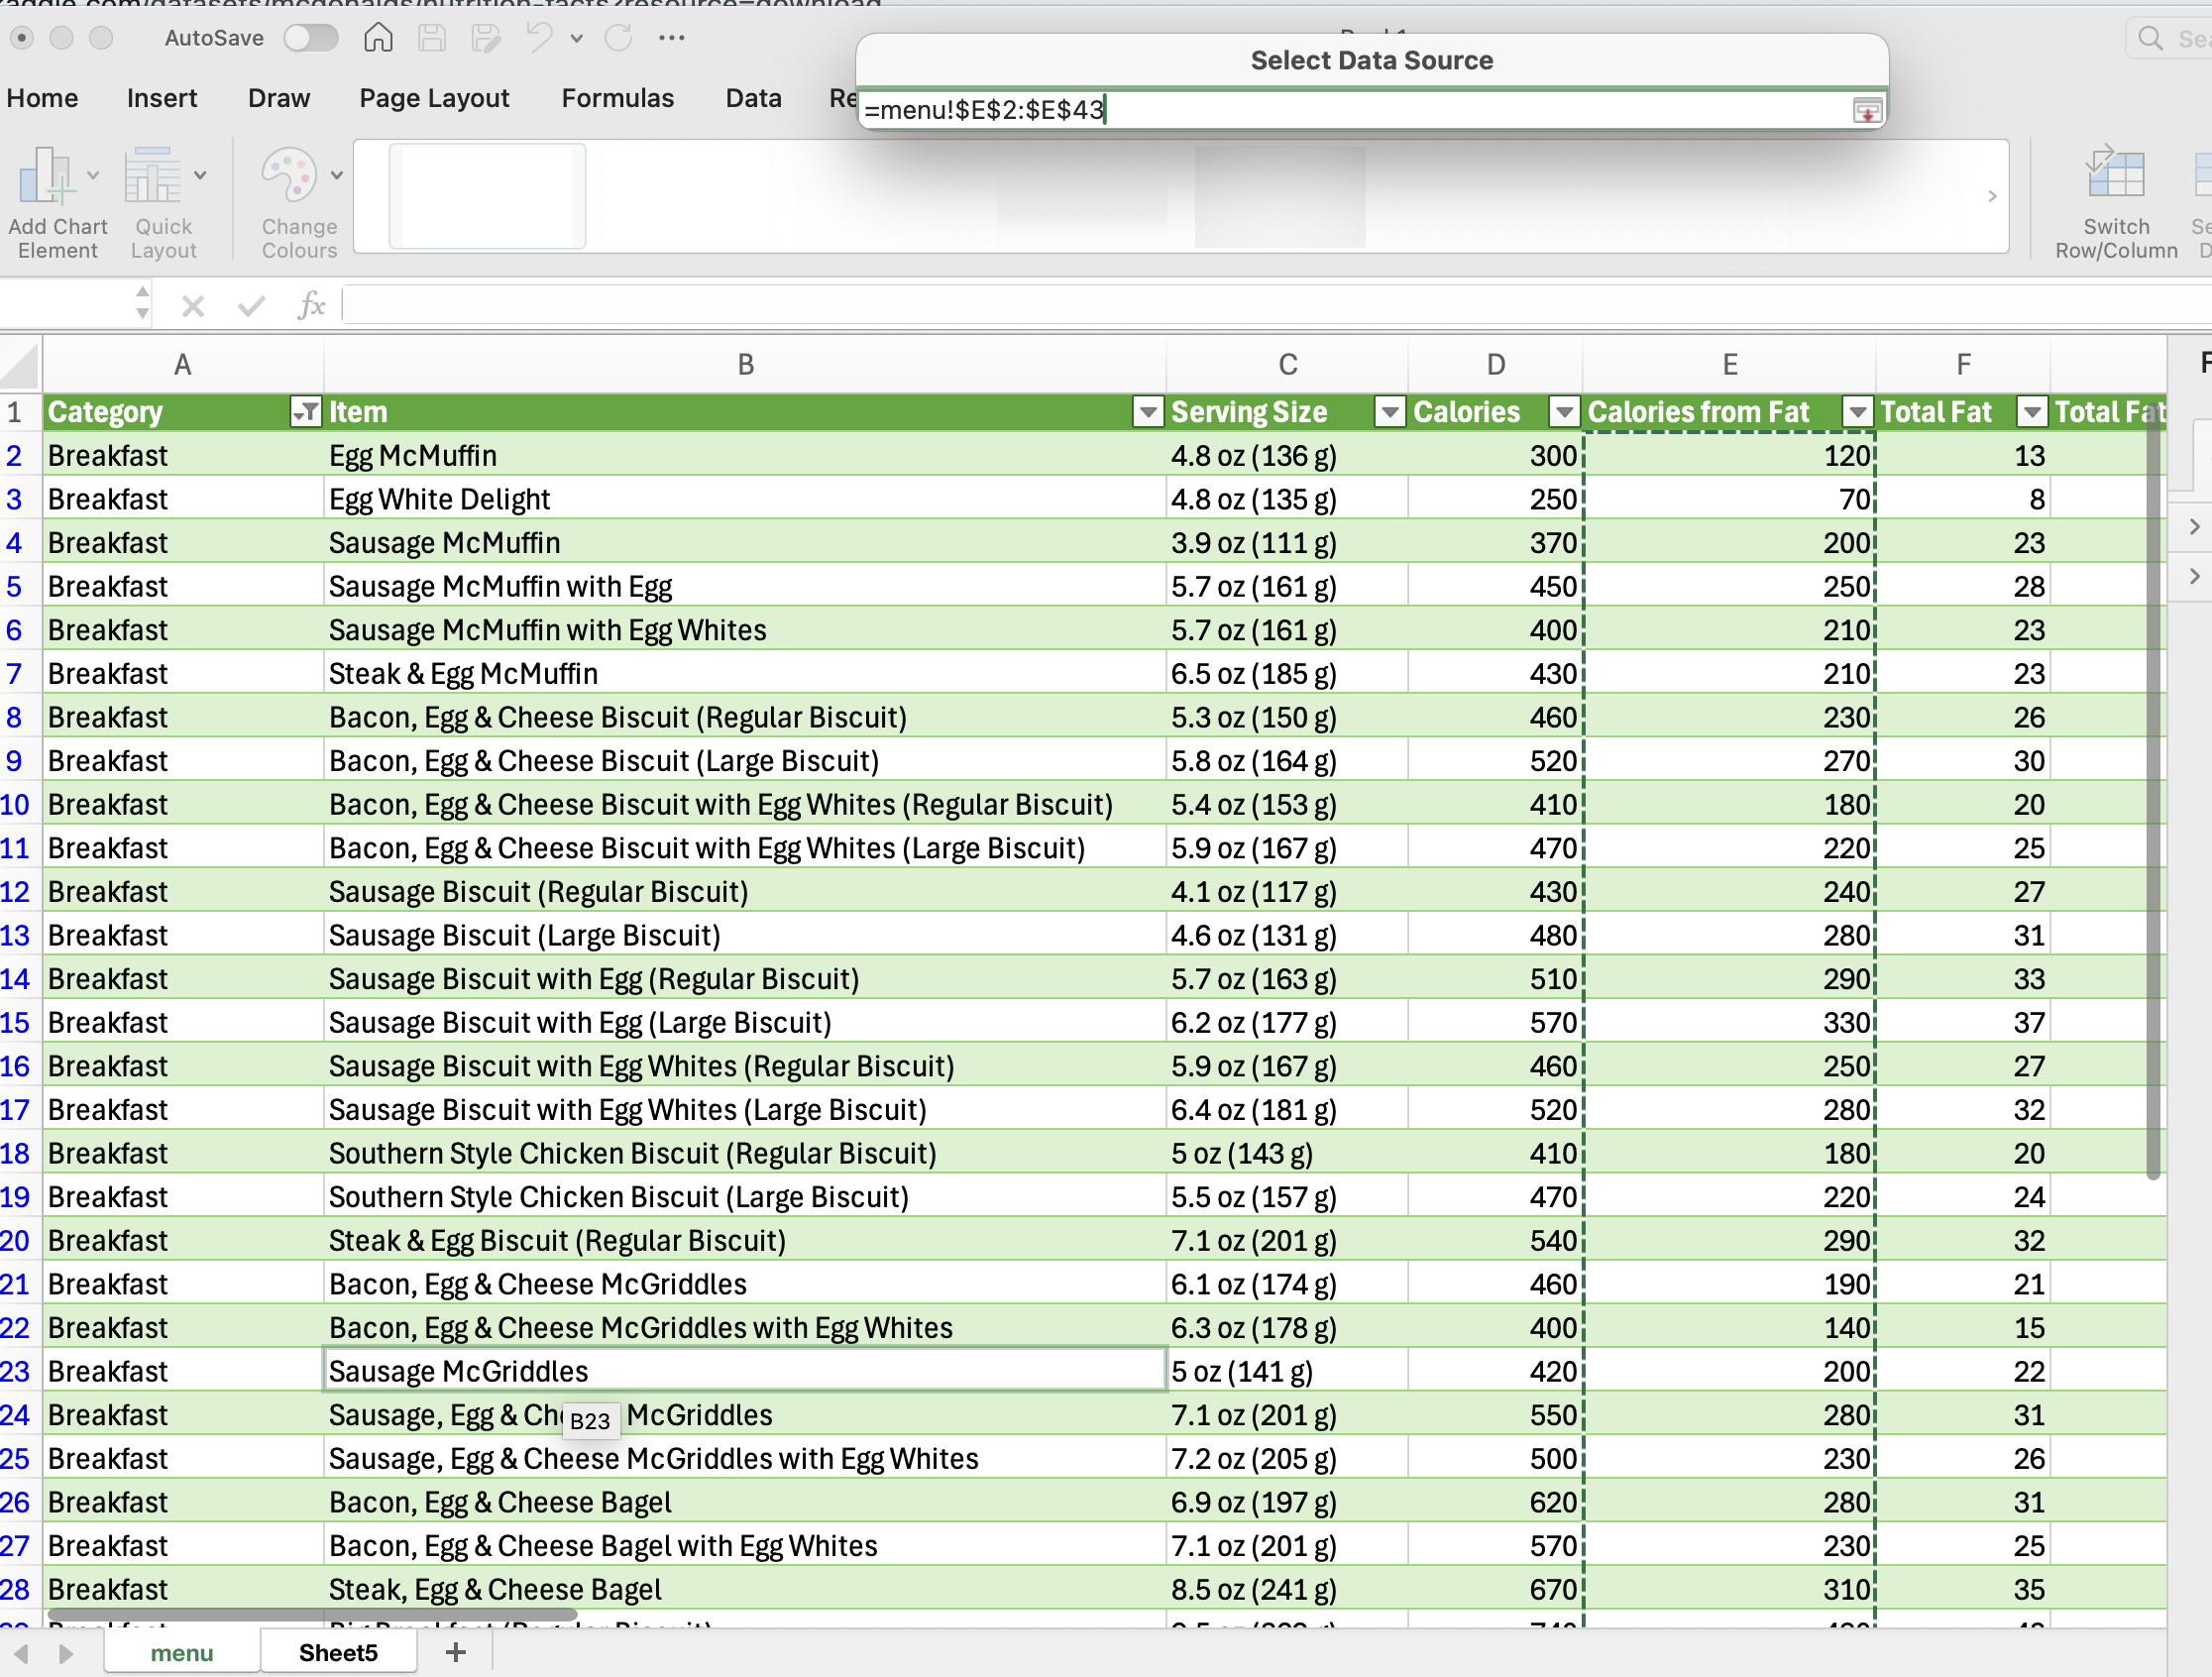 AutoSave
Select Data Source
Home Insert Draw Page Layout Formulas Data
=menu!$E$2:$E$43
Add Chart Element
Quick Layout
Change Colours
Switch Row/Column
fx
A B C D E F
1 Category Item Serving Size Calories Calories from Fat Total Fat Total Fat
2 Breakfast Egg McMuffin 4.8 oz (136 g) 300 120 13
3 Breakfast Egg White Delight 4.8 oz (135 g) 250 70 8
4 Breakfast Sausage McMuffin 3.9 oz (111 g) 370 200 23
5 Breakfast Sausage McMuffin with Egg 5.7 oz (161 g) 450 250 28
6 Breakfast Sausage McMuffin with Egg Whites 5.7 oz (161 g) 400 210 23
7 Breakfast Steak & Egg McMuffin 6.5 oz (185 g) 430 210 23
8 Breakfast Bacon, Egg & Cheese Biscuit (Regular Biscuit) 5.3 oz (150 g) 460 230 26
9 Breakfast Bacon, Egg & Cheese Biscuit (Large Biscuit) 5.8 oz (164 g) 520 270 30
10 Breakfast Bacon, Egg & Cheese Biscuit with Egg Whites (Regular Biscuit) 5.4 oz (153 g) 410 180 20
11 Breakfast Bacon, Egg & Cheese Biscuit with Egg Whites (Large Biscuit) 5.9 oz (167 g) 470 220 25
12 Breakfast Sausage Biscuit (Regular Biscuit) 4.1 oz (117 g) 430 240 27
13 Breakfast Sausage Biscuit (Large Biscuit) 4.6 oz (131 g) 480 280 31
14 Breakfast Sausage Biscuit with Egg (Regular Biscuit) 5.7 oz (163 g) 510 290 33
15 Breakfast Sausage Biscuit with Egg (Large Biscuit) 6.2 oz (177 g) 570 330 37
16 Breakfast Sausage Biscuit with Egg Whites (Regular Biscuit) 5.9 oz (167 g) 460 250 27
17 Breakfast Sausage Biscuit with Egg Whites (Large Biscuit) 6.4 oz (181 g) 520 280 32
18 Breakfast Southern Style Chicken Biscuit (Regular Biscuit) 5 oz (143 g) 410 180 20
19 Breakfast Southern Style Chicken Biscuit (Large Biscuit) 5.5 oz (157 g) 470 220 24
20 Breakfast Steak & Egg Biscuit (Regular Biscuit) 7.1 oz (201 g) 540 290 32
21 Breakfast Bacon, Egg & Cheese McGriddles 6.1 oz (174 g) 460 190 21
22 Breakfast Bacon, Egg & Cheese McGriddles with Egg Whites 6.3 oz (178 g) 400 140 15
23 Breakfast Sausage McGriddles 5 oz (141 g) 420 200 22
24 Breakfast Sausage, Egg & McGriddles 7.1 oz (201 g) 550 280 31
B23
25 Breakfast Sausage, Egg & Cheese McGriddles with Egg Whites 7.2 oz (205 g) 500 230 26
26 Breakfast Bacon, Egg & Cheese Bagel 6.9 oz (197 g) 620 280 31
27 Breakfast Bacon, Egg & Cheese Bagel with Egg Whites 7.1 oz (201 g) 570 230 25
28 Breakfast Steak, Egg & Cheese Bagel 8.5 oz (241 g) 670 310 35
menu Sheet5 +